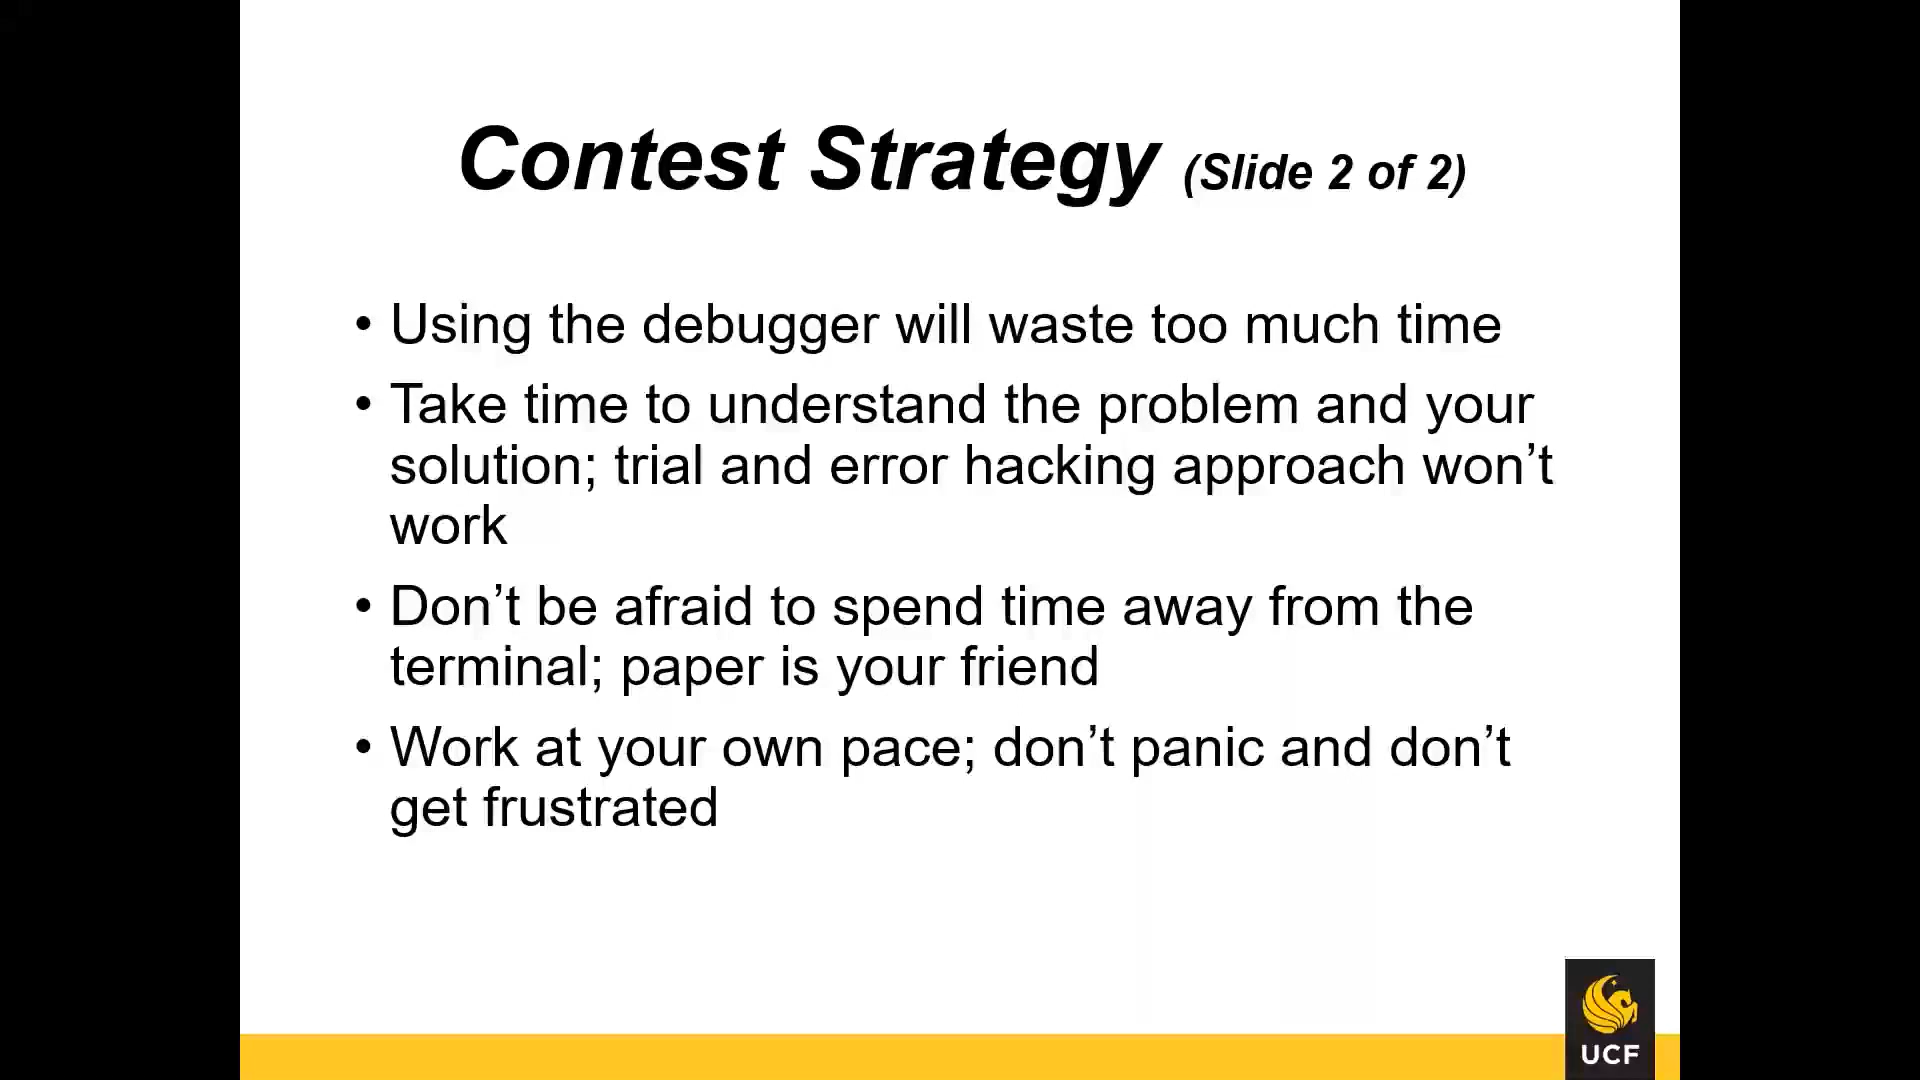 Contest Strategy (Slide 2 of 2)
• Using the debugger will waste too much time
• Take time to understand the problem and your
solution; trial and error hacking approach won’t
work
• Don’t be afraid to spend time away from the
terminal; paper is your friend
• Work at your own pace; don’t panic and don’t
get frustrated
UCF